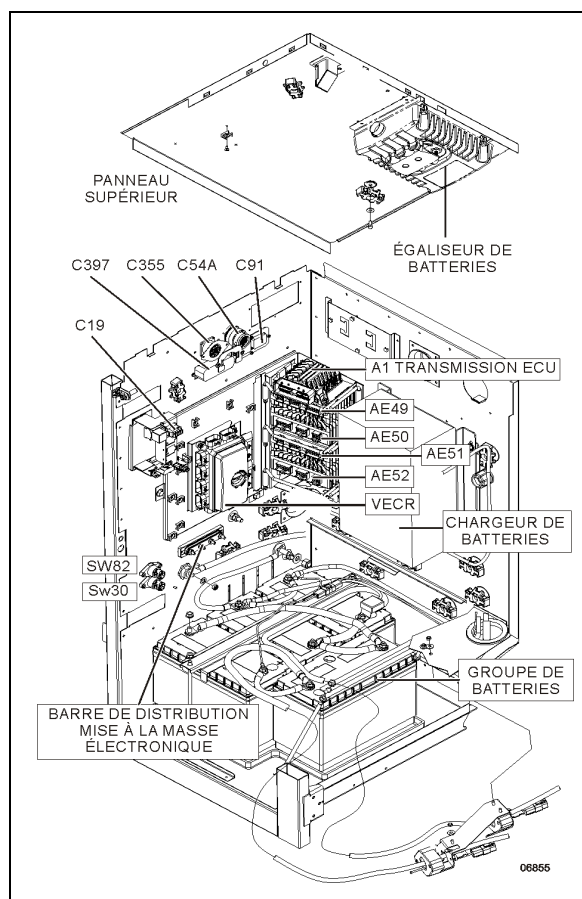 PANNEAU
SUPÉRIEUR
ÉGALISEUR DE
BATTERIES
C397 C355 C54A C91
C19
A1 TRANSMISSION ECU
AE49
AE50
AE51
AE52
VECR
CHARGEUR DE
BATTERIES
SW82
Sw30
GROUPE DE
BATTERIES
BARRE DE DISTRIBUTION
MISE À LA MASSE
ÉLECTRONIQUE
06855